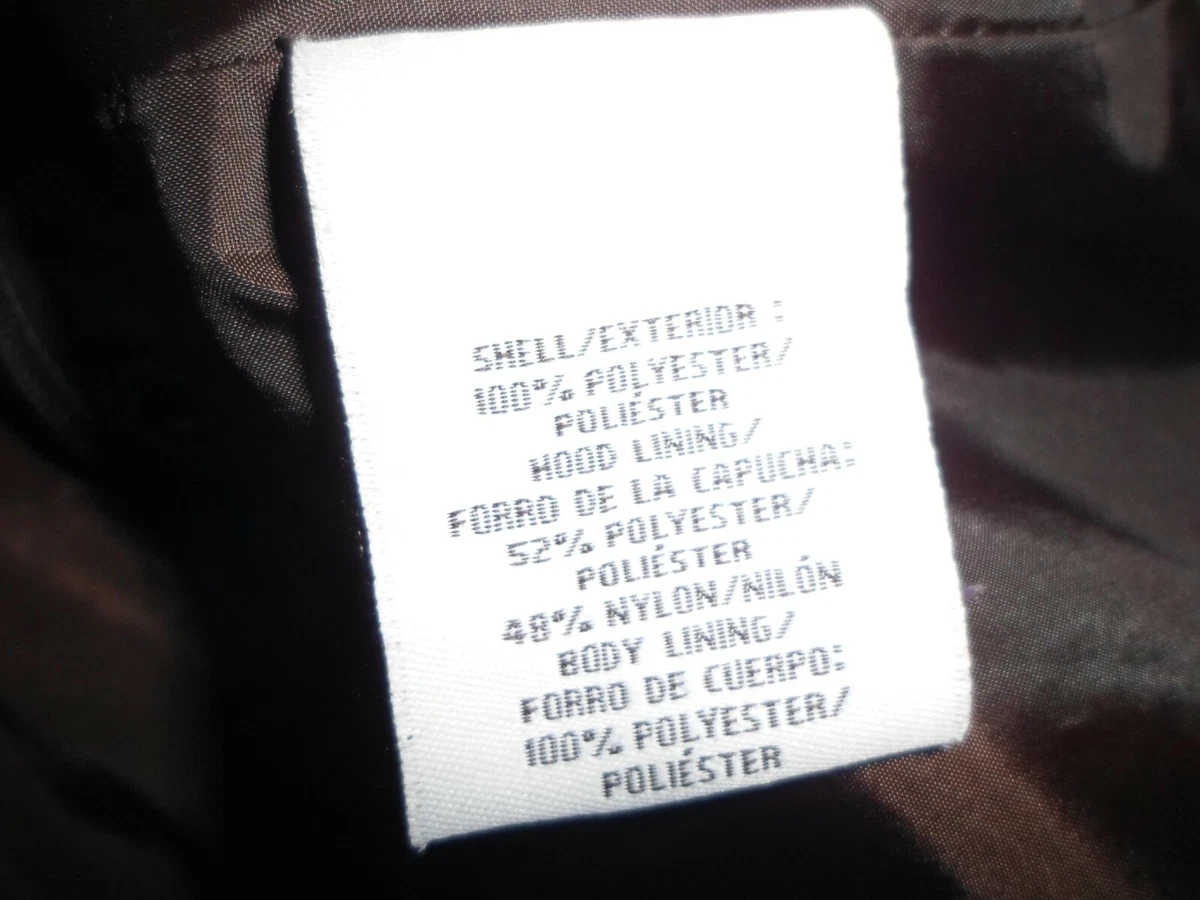 SHELL/EXTERIOR :
100% POLYESTER/
POLIÉSTER
HOOD LINING/
FORRO DE LA CAPUCHA:
52% POLYESTER/
POLIÉSTER
48% NYLON/NILÓN
BODY LINING/
FORRO DE CUERPO:
100% POLYESTER/
POLIÉSTER